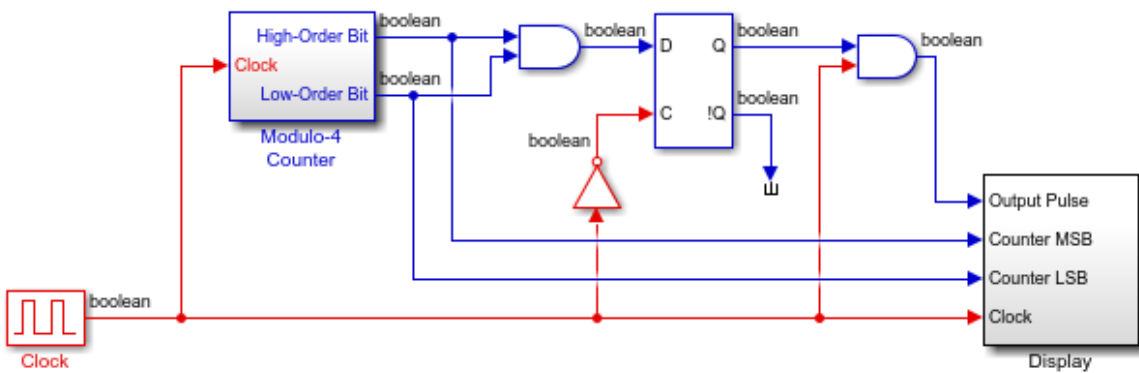 boolean
High-Order Bit
Clock
Low-Order Bit
boolean
Modulo-4
Counter
boolean
D
Q
C
!Q
boolean
boolean
boolean
boolean
Output Pulse
Counter MSB
Counter LSB
Clock
Display
boolean
Clock